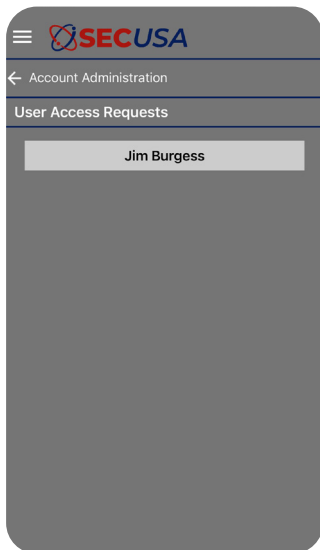 SECUSA
Account Administration
User Access Requests
Jim Burgess